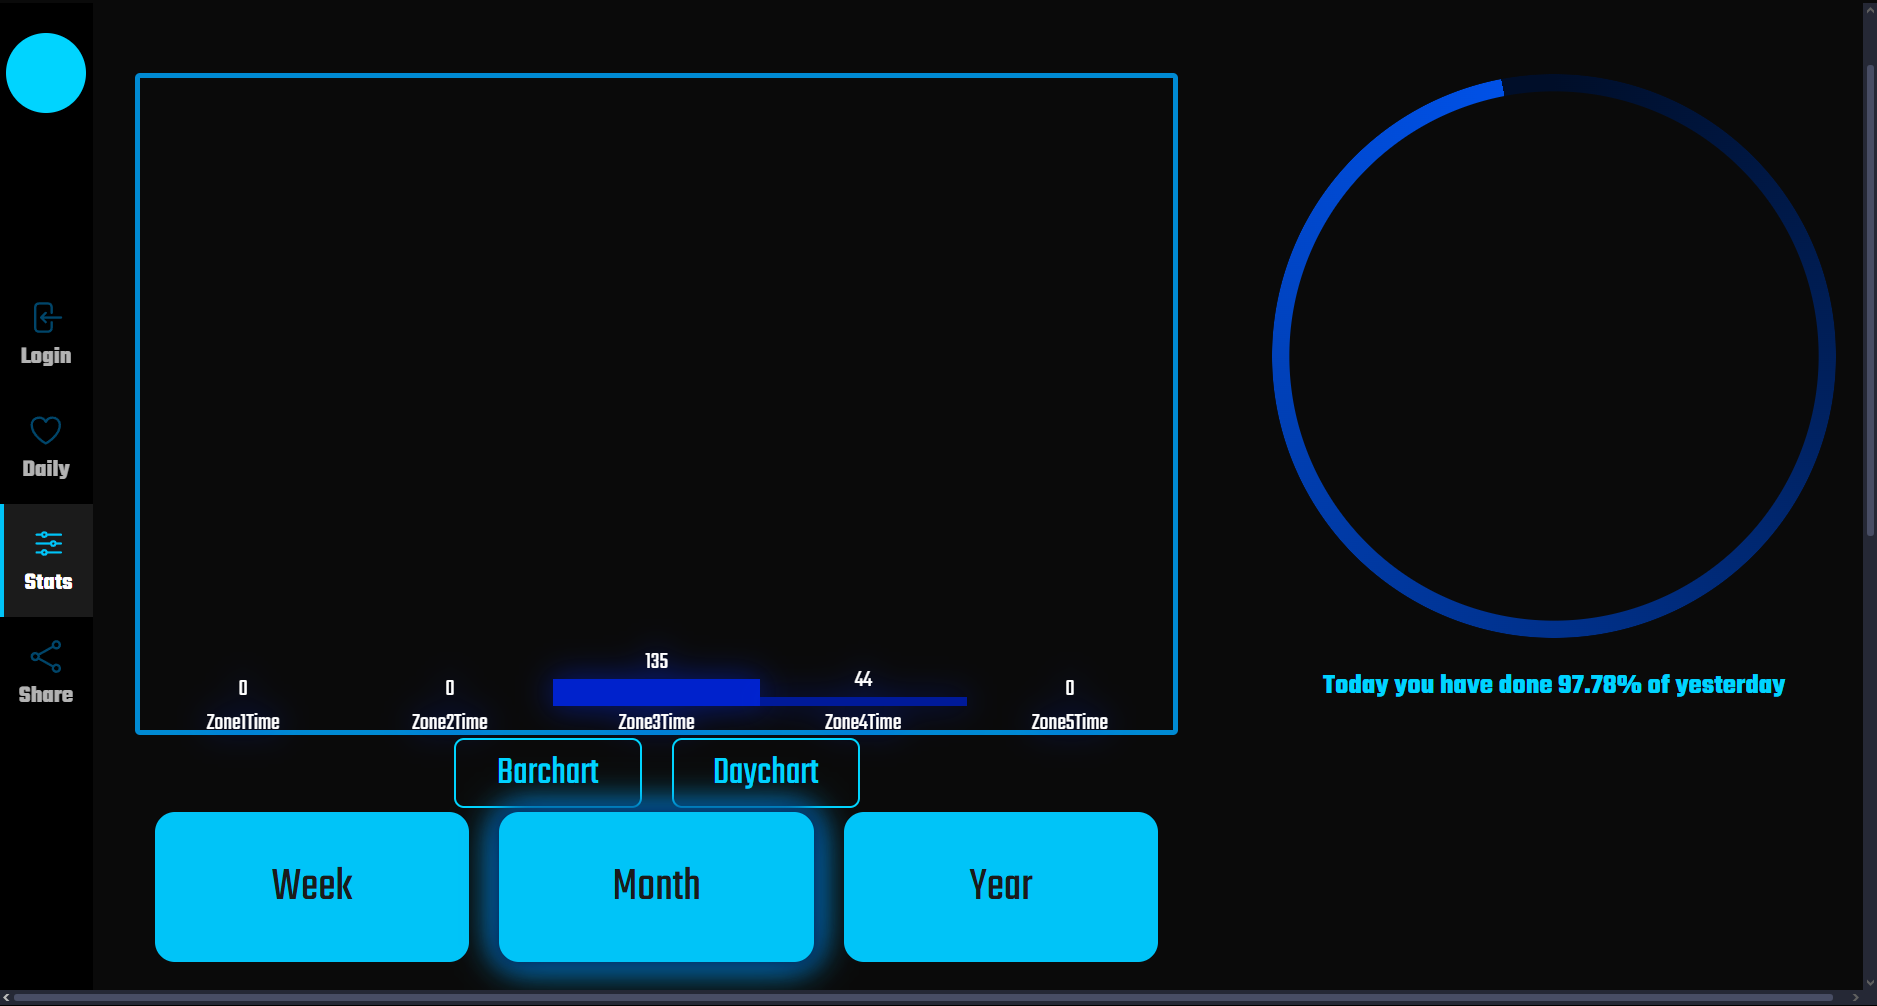 Login
Daily
Stats
Share
135
44
0
0
0
Zone1Time
Zone2Time
Zone3Time
Zone4Time
Zone5Time
Barchart
Daychart
Week
Month
Year
Today you have done 97.78% of yesterday